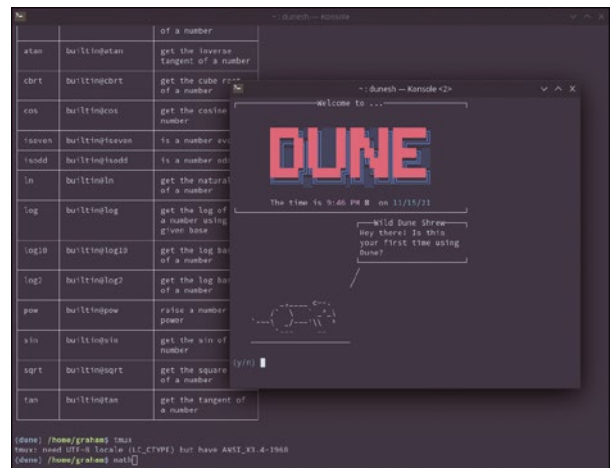 ~ : dunesh — Konsole
of a number
atan builtin@atan get the inverse
tangent of a number
cbrt builtin@cbrt get the cube root
of a number
cos builtin@cos get the cosine
number
iseven builtin@iseven is a number
isodd builtin@isodd is a number
ln builtin@ln get the natural
of a number
log builtin@log get the log of
a number using
given base
log10 builtin@log10 get the log
of a number
log2 builtin@log2 get the log
of a number
pow builtin@pow raise a number
power
sin builtin@sin get the sin of
number
sqrt builtin@sqrt get the square
of a number
tan builtin@tan get the tangent of
a number
(dune) /home/graham$ tmux
tmux: need UTF-8 locale (LC_CTYPE) but have ANSI_X3.4-1968
(dune) /home/graham$ math
~ : dunesh — Konsole <2>
Welcome to ...
DUNE
The time is 9:46 PM on 11/15/21
Wild Dune Shrew
Hey there! Is this
your first time using
Dune?
(y/n)